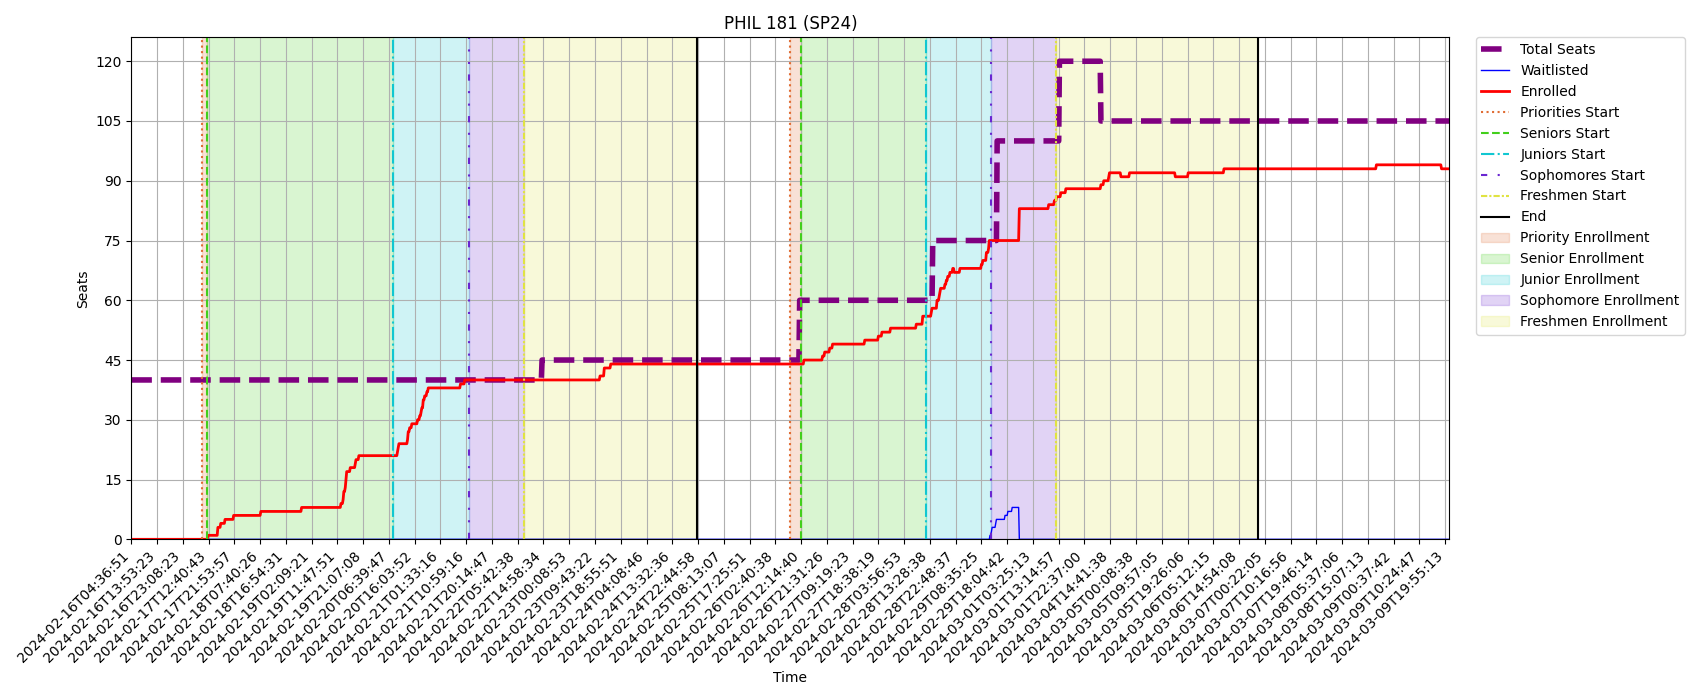 PHIL 181 (SP24)
120
105
90
75
60
45
30
15
0
Seats
2024-02-16T04:36:51
2024-02-16T13:53:23
2024-02-16T23:08:23
2024-02-17T12:40:43
2024-02-17T21:53:57
2024-02-18T07:40:26
2024-02-18T16:54:31
2024-02-19T02:09:21
2024-02-19T11:47:51
2024-02-19T21:07:08
2024-02-20T06:39:47
2024-02-20T16:03:52
2024-02-21T01:33:16
2024-02-21T10:59:16
2024-02-21T20:14:47
2024-02-22T05:42:38
2024-02-22T14:58:34
2024-02-23T00:08:53
2024-02-23T09:43:22
2024-02-23T18:55:51
2024-02-24T04:08:46
2024-02-24T13:32:36
2024-02-24T22:44:58
2024-02-25T08:13:07
2024-02-25T17:25:51
2024-02-26T02:40:38
2024-02-26T12:14:40
2024-02-26T21:31:26
2024-02-27T09:19:23
2024-02-27T18:38:19
2024-02-28T03:56:53
2024-02-28T13:28:38
2024-02-28T22:48:37
2024-02-29T08:35:25
2024-02-29T18:04:42
2024-03-01T03:25:13
2024-03-01T13:14:57
2024-03-01T22:37:00
2024-03-04T14:41:38
2024-03-05T00:08:38
2024-03-05T09:57:05
2024-03-05T19:26:06
2024-03-06T05:12:15
2024-03-06T14:54:08
2024-03-07T00:22:05
2024-03-07T10:16:56
2024-03-07T19:46:14
2024-03-08T05:37:06
2024-03-08T15:07:13
2024-03-09T00:37:42
2024-03-09T10:24:47
2024-03-09T19:55:13
Time
Total Seats
Waitlisted
Enrolled
Priorities Start
Seniors Start
Juniors Start
Sophomores Start
Freshmen Start
End
Priority Enrollment
Senior Enrollment
Junior Enrollment
Sophomore Enrollment
Freshmen Enrollment